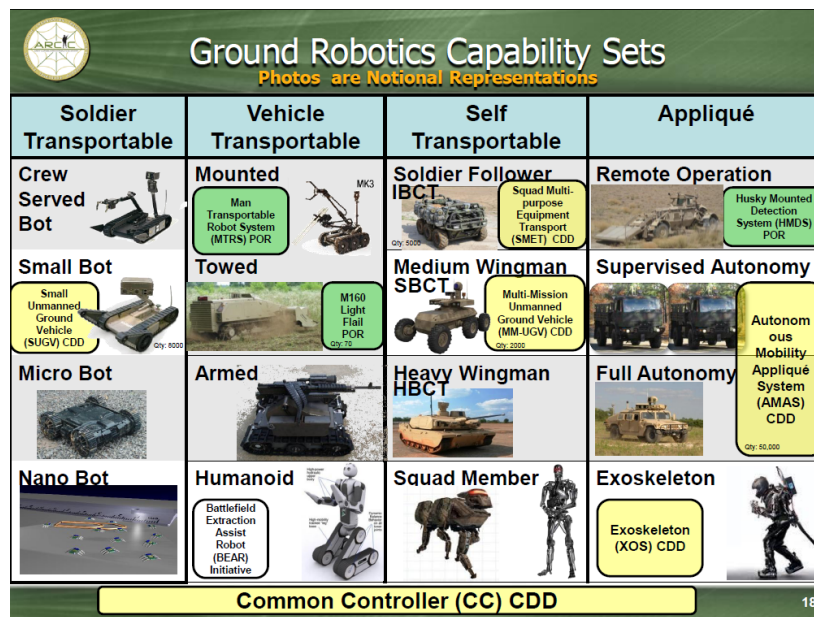 ARCIC
Ground Robotics Capability Sets
Photos are Notional Representations
Soldier
Transportable
Vehicle
Transportable
Self
Transportable
Appliqué
Crew
Served
Bot
Mounted
Man
Transportable
Robot System
(MTRS) POR
MK3
Soldier Follower
IBCT
Squad Multi-
purpose
Equipment
Transport
(SMET) CDD
Qty: 5000
Remote Operation
Husky Mounted
Detection
System (HMDS)
POR
Small Bot
Small
Unmanned
Ground
Vehicle
(SUGV) CDD
Qty: 6000
Towed
M160
Light
Flail
POR
Qty: 70
Medium Wingman
SBCT
Multi-Mission
Unmanned
Ground Vehicle
(MM-UGV) CDD
Qty: 2000
Supervised Autonomy
Autonom
ous
Mobility
Appliqué
System
(AMAS)
CDD
Qty: 50,000
Micro Bot
Armed
Heavy Wingman
HBCT
Full Autonomy
Nano Bot
Humanoid
Battlefield
Extraction
Assist
Robot
(BEAR)
Initiative
Squad Member
Exoskeleton
Exoskeleton
(XOS) CDD
Common Controller (CC) CDD
18